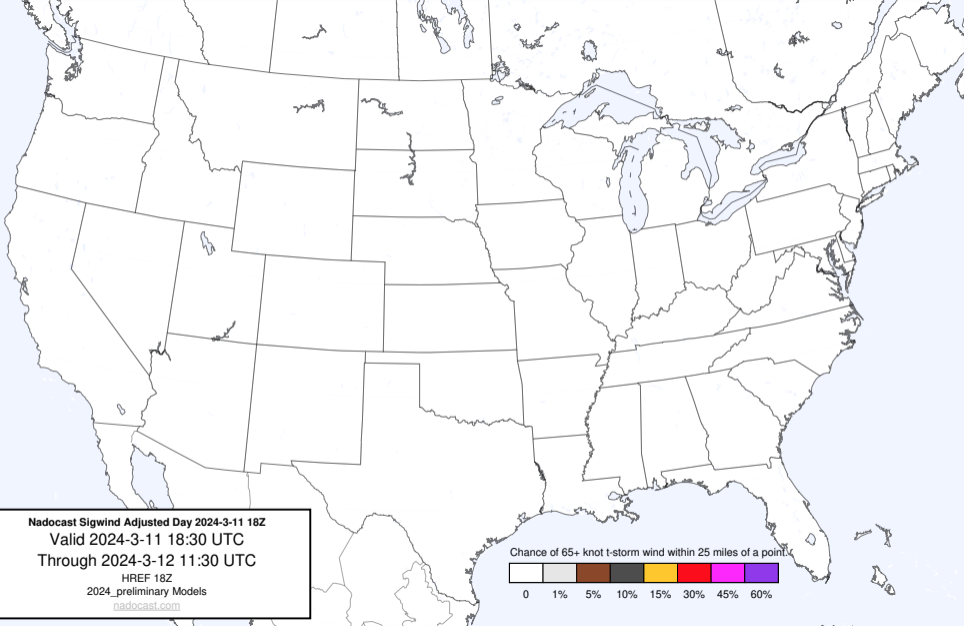 Nadocast Sigwind Adjusted Day 2024-3-11 18Z
Valid 2024-3-11 18:30 UTC
Through 2024-3-12 11:30 UTC
HREF 18Z
2024_preliminary Models
nadocast.com
Chance of 65+ knot t-storm wind within 25 miles of a point.
0 1% 5% 10% 15% 30% 45% 60%